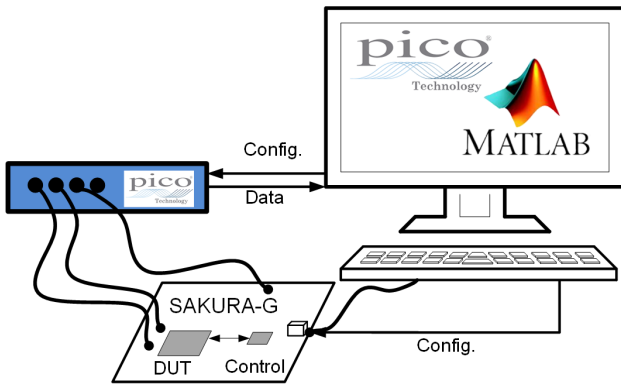 pico
Technology
MATLAB
Config.
Data
pico
Technology
SAKURA-G
DUT
Control
Config.